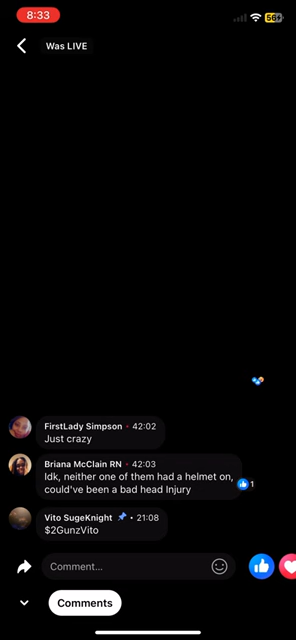 8:33
56
Was LIVE
FirstLady Simpson • 42:02
Just crazy
Briana McClain RN • 42:03
Idk, neither one of them had a helmet on,
could've been a bad head Injury
1
Vito SugeKnight • 21:08
$2GunzVito
Comment...
Comments